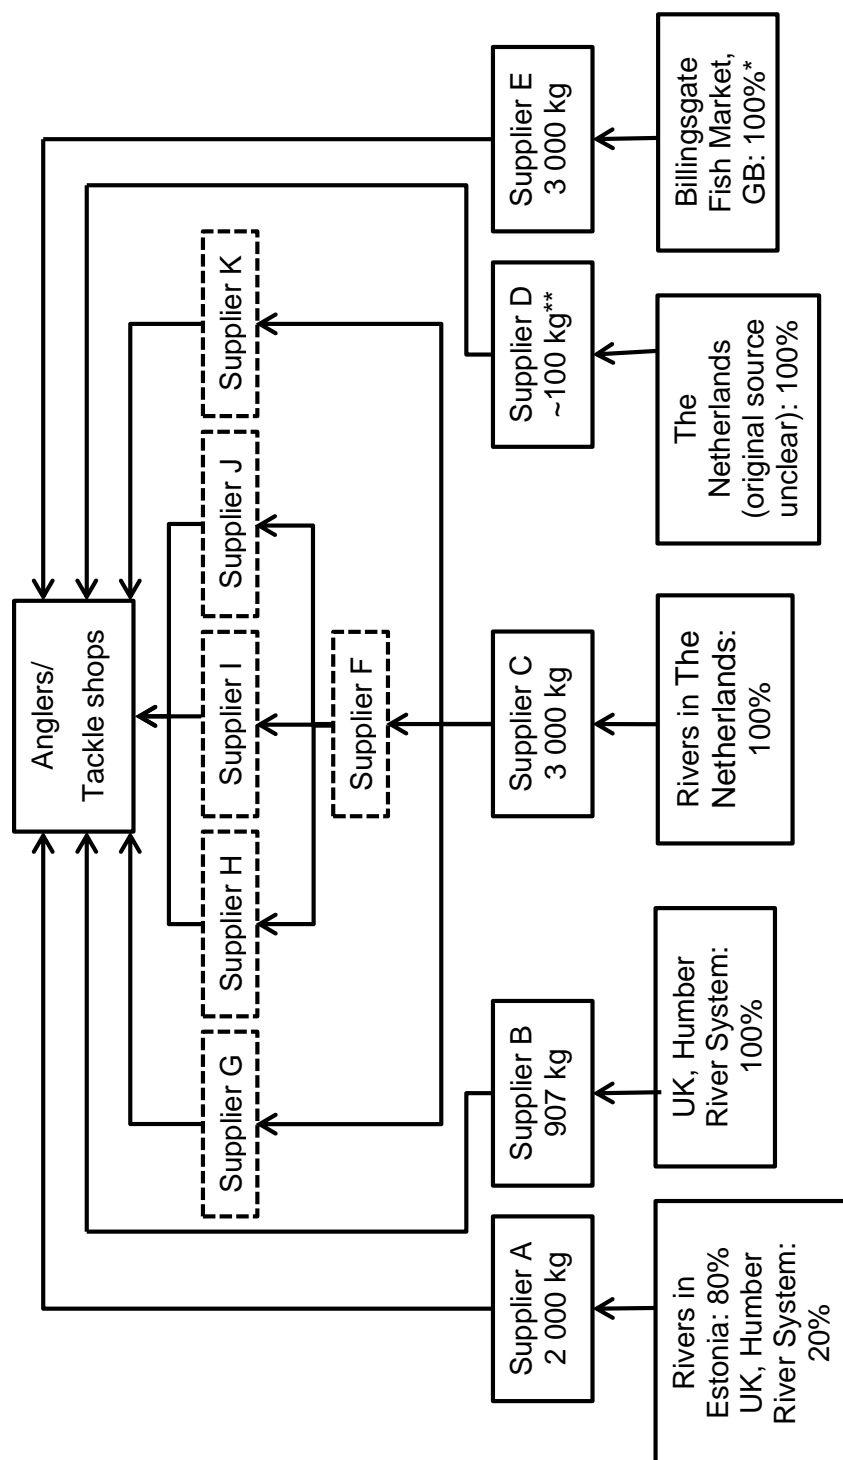 Anglers/
Tackle shops
Supplier G
Supplier H
Supplier I
Supplier J
Supplier K
Supplier F
Supplier A
2 000 kg
Supplier B
907 kg
Supplier C
3 000 kg
Supplier D
~100 kg**
Supplier E
3 000 kg
Rivers in
Estonia: 80%
UK, Humber
River System:
20%
UK, Humber
River System:
100%
Rivers in The
Netherlands:
100%
The
Netherlands
(original source
unclear): 100%
Billingsgate
Fish Market,
GB: 100%*